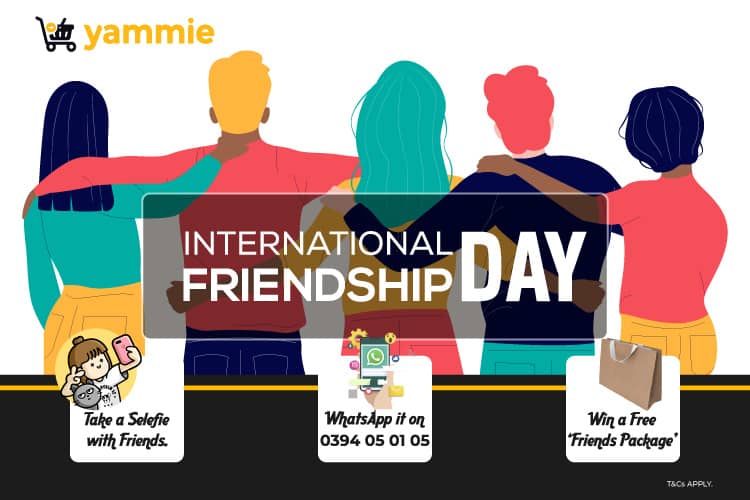 yammie
INTERNATIONAL
FRIENDSHIP DAY
Take a Selefie
with Friends.
WhatsApp it on
0394 05 01 05
Win a Free
'Friends Package'
T&Cs APPLY.